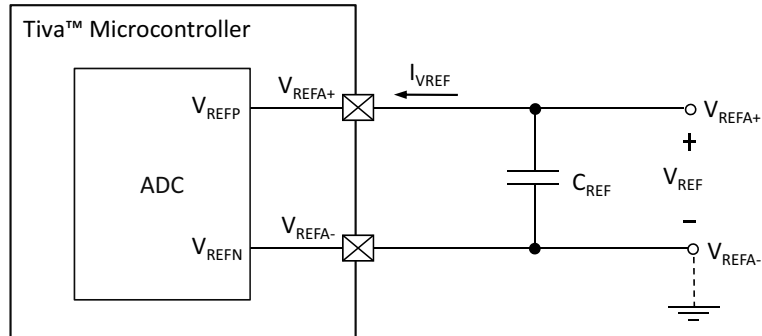 Tiva™ Microcontroller
V_REFA+
I_VREF
V_REFP
V_REFA+
+
ADC
C_REF
V_REF
V_REFA-
–
V_REFN
V_REFA-